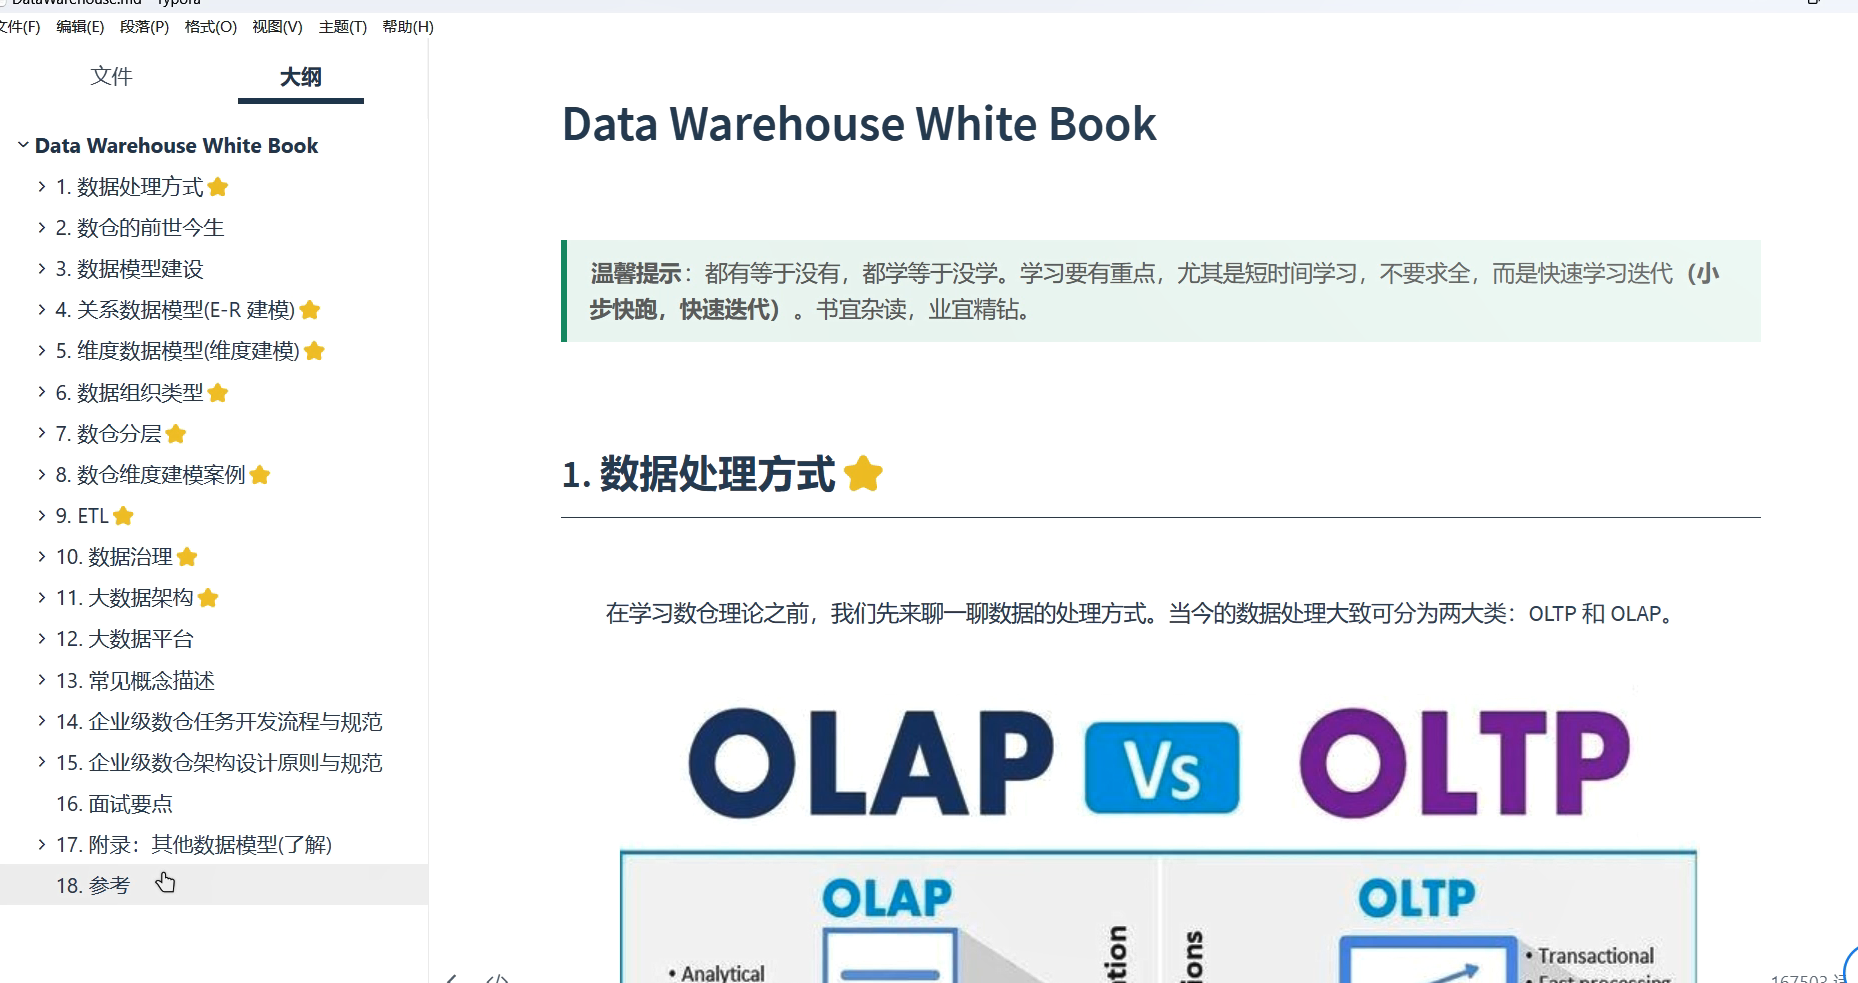 DataWarehouse.md - Typora
文件(F) 编辑(E) 段落(P) 格式(O) 视图(V) 主题(T) 帮助(H)
文件 大纲
Data Warehouse White Book
1. 数据处理方式
2. 数仓的前世今生
3. 数据模型建设
4. 关系数据模型(E-R 建模)
5. 维度数据模型(维度建模)
6. 数据组织类型
7. 数仓分层
8. 数仓维度建模案例
9. ETL
10. 数据治理
11. 大数据架构
12. 大数据平台
13. 常见概念描述
14. 企业级数仓任务开发流程与规范
15. 企业级数仓架构设计原则与规范
16. 面试要点
17. 附录：其他数据模型(了解)
18. 参考
Data Warehouse White Book
温馨提示：都有等于没有，都学等于没学。学习要有重点，尤其是短时间学习，不要求全，而是快速学习迭代（小
步快跑，快速迭代）。书宜杂读，业宜精钻。
1. 数据处理方式
在学习数仓理论之前，我们先来聊一聊数据的处理方式。当今的数据处理大致可分为两大类：OLTP 和 OLAP。
OLAP Vs OLTP
OLAP
• Analytical
OLTP
• Transactional
• Fast processing
167503 词